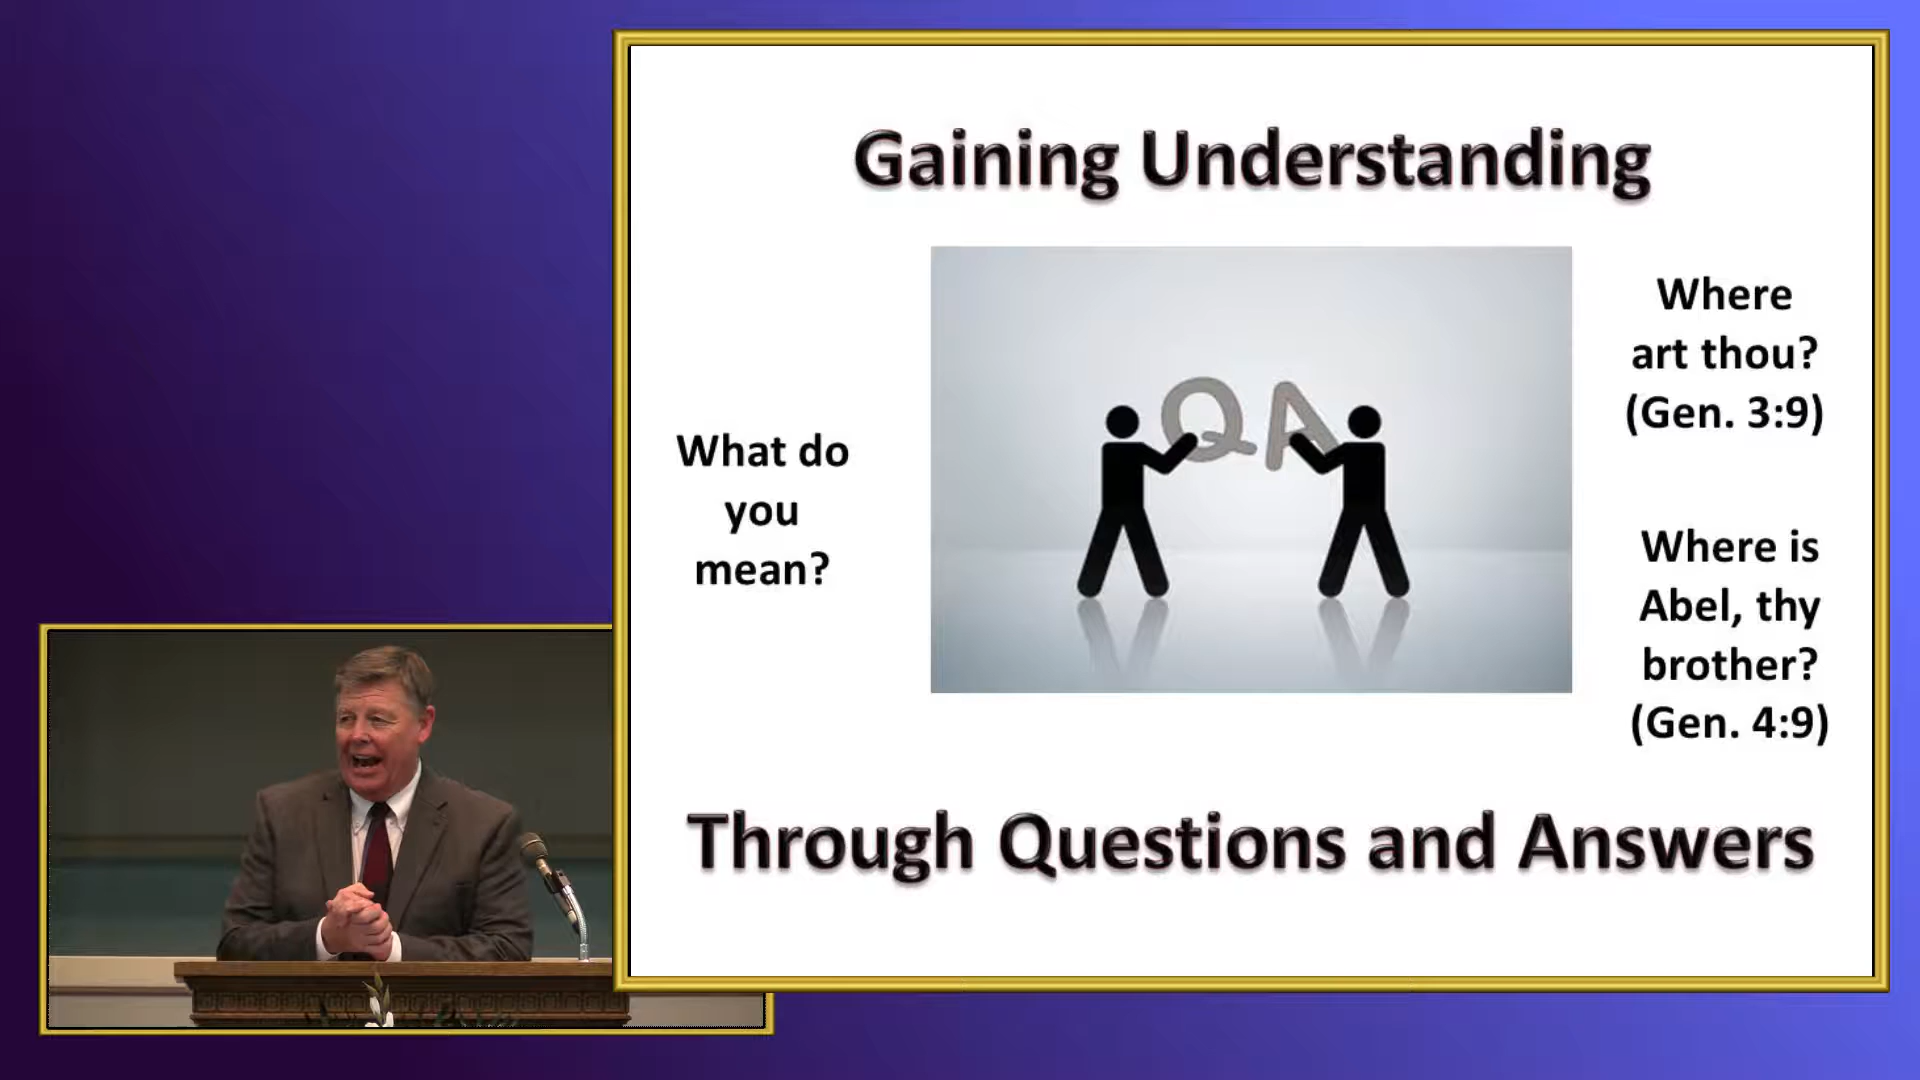 Gaining Understanding
What do
you
mean?
Q A
Where
art thou?
(Gen. 3:9)
Where is
Abel, thy
brother?
(Gen. 4:9)
Through Questions and Answers